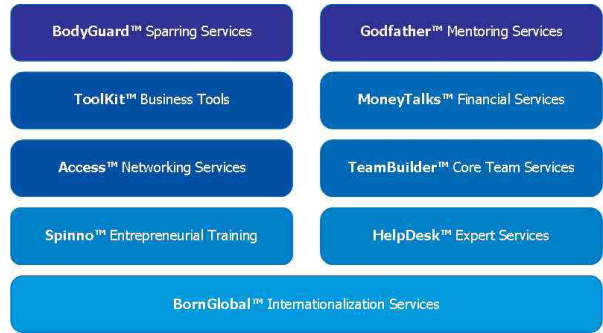 BodyGuard™ Sparring Services
Godfather™ Mentoring Services
ToolKit™ Business Tools
MoneyTalks™ Financial Services
Access™ Networking Services
TeamBuilder™ Core Team Services
Spinno™ Entrepreneurial Training
HelpDesk™ Expert Services
BornGlobal™ Internationalization Services